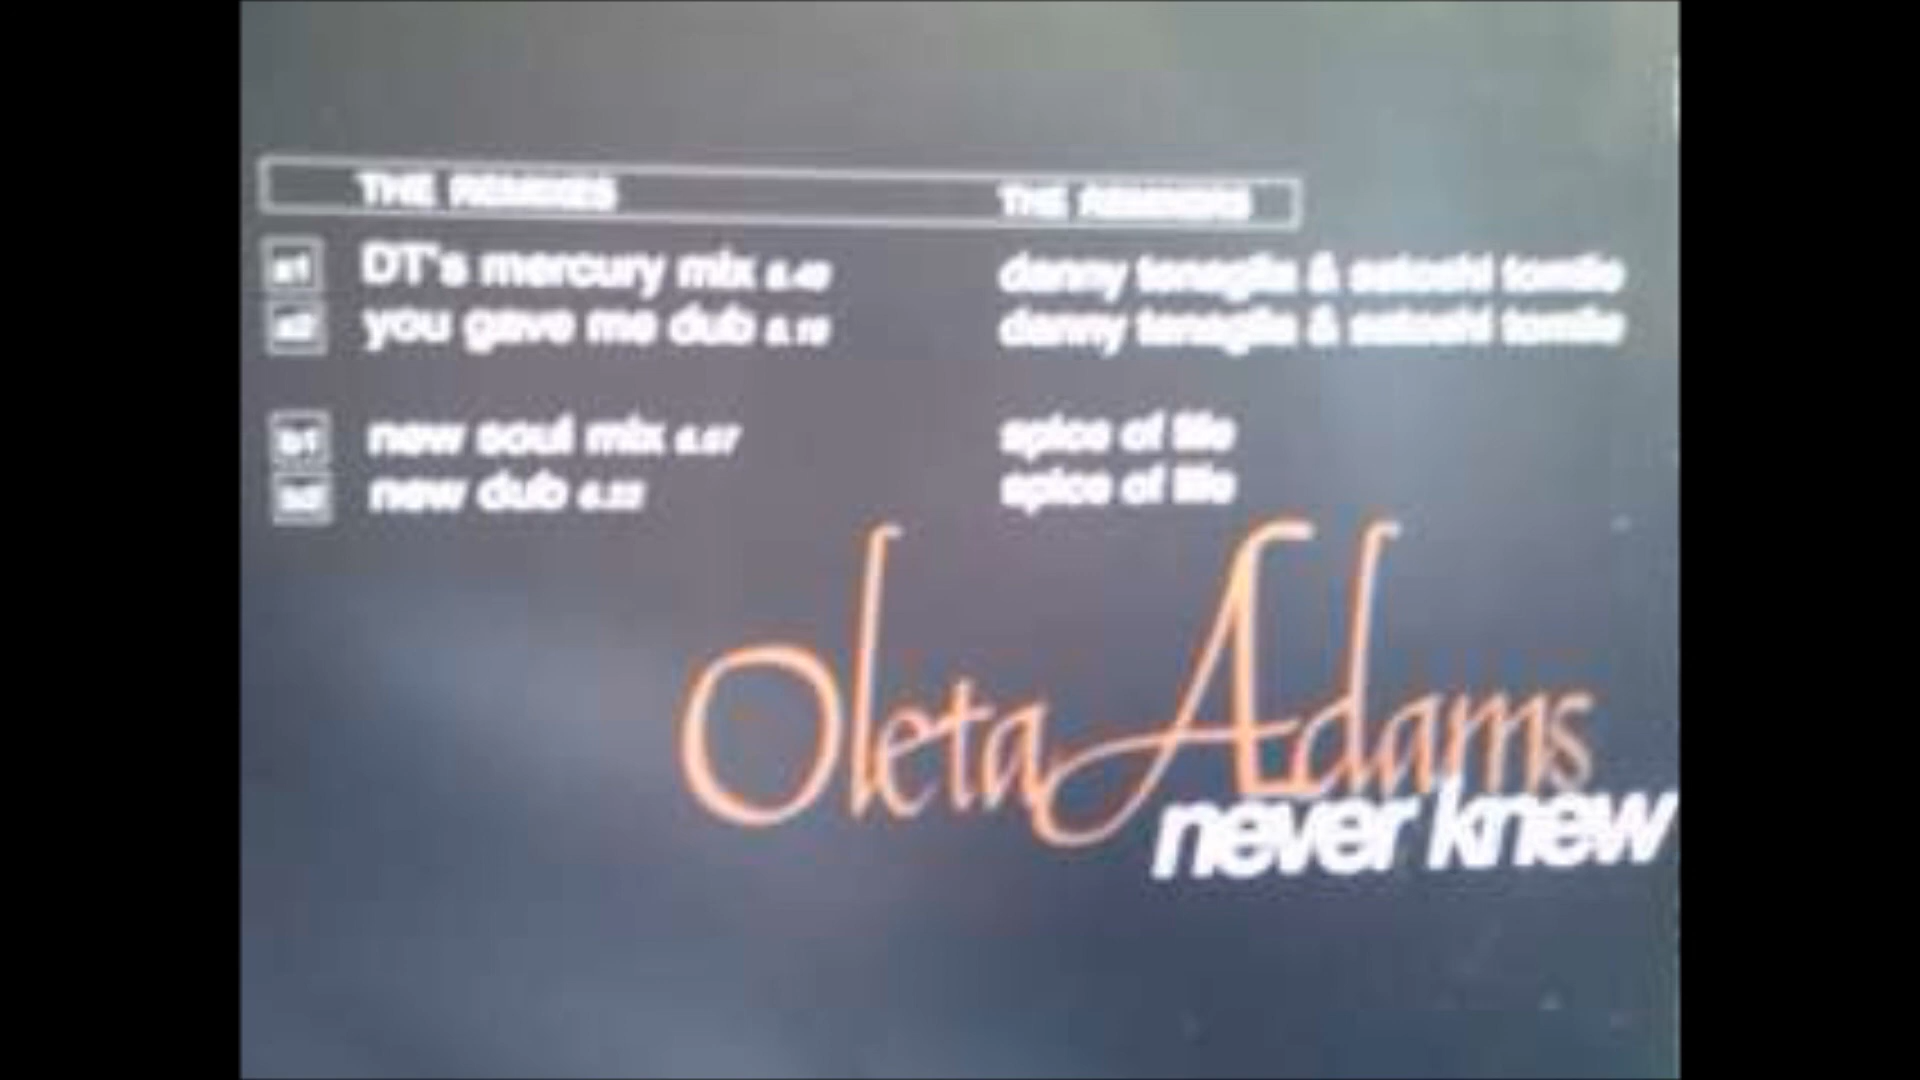 THE REMIXES THE REMIXERS
a1 DT's mercury mix danny tenaglia & satoshi tomiie
a2 you gave me dub danny tenaglia & satoshi tomiie
b1 new soul mix spice of life
b2 new dub spice of life
Oleta Adams
never knew